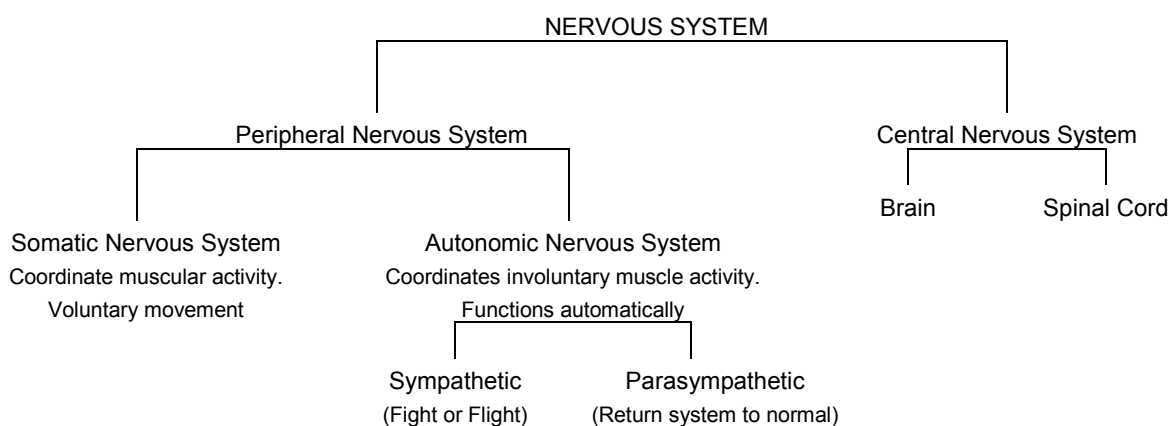 NERVOUS SYSTEM
Peripheral Nervous System
Central Nervous System
Brain
Spinal Cord
Somatic Nervous System
Coordinate muscular activity.
Voluntary movement
Autonomic Nervous System
Coordinates involuntary muscle activity.
Functions automatically
Sympathetic
(Fight or Flight)
Parasympathetic
(Return system to normal)